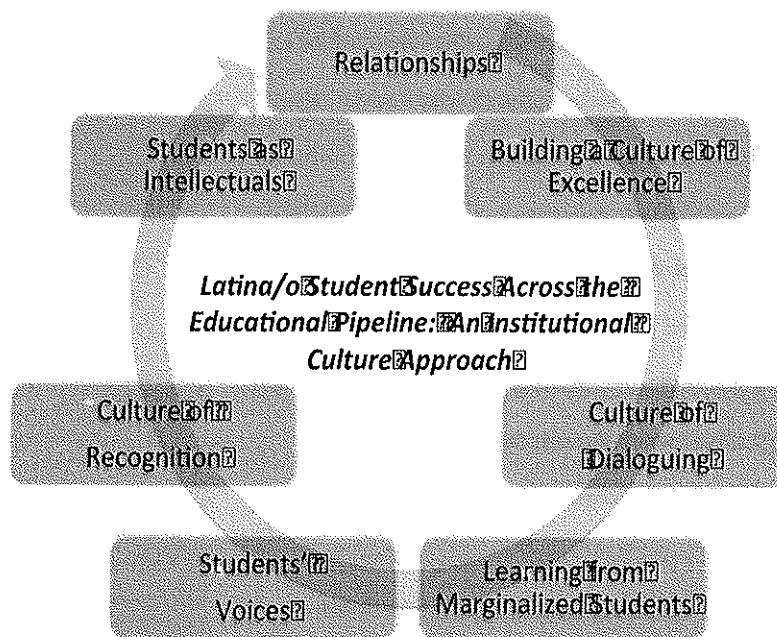 Relationships
Building a Culture of
Excellence
Culture of
Dialoguing
Learning from
Marginalized Students
Students'
Voices
Culture of
Recognition
Students as
Intellectuals
Latina/o Student Success Across the
Educational Pipeline: An Institutional
Culture Approach